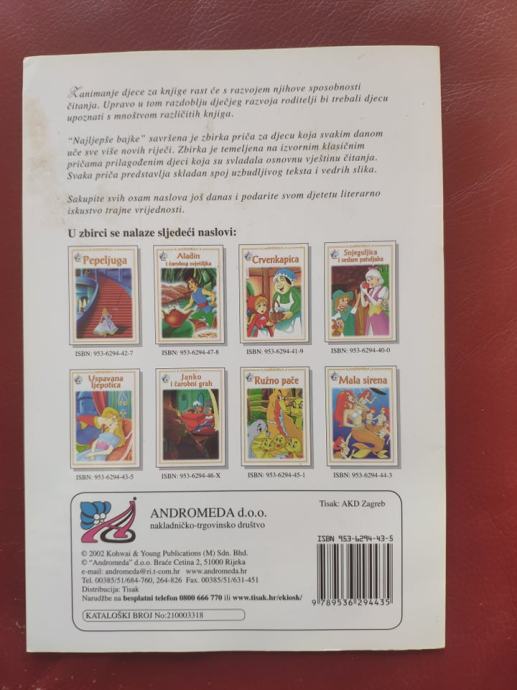 Zanimanje djece za knjige rast će s razvojem njihove sposobnosti
čitanja. Upravo u tom razdoblju dječjeg razvoja roditelji bi trebali djecu
upoznati s mnoštvom različitih knjiga.
"Najljepše bajke" savršena je zbirka priča za djecu koja svakim danom
uče sve više novih riječi. Zbirka je temeljena na izvornim klasičnim
pričama prilagođenim djeci koja su svladala osnovnu vještinu čitanja.
Svaka priča predstavlja skladan spoj uzbudljivog teksta i vedrih slika.
Sakupite svih osam naslova još danas i podarite svom djetetu literarno
iskustvo trajne vrijednosti.
U zbirci se nalaze sljedeći naslovi:
Pepeljuga
Aladin
i čarobna svjetiljka
Crvenkapica
Snjeguljica
i sedam patuljaka
ISBN: 953-6294-42-7
ISBN: 953-6294-47-8
ISBN: 953-6294-41-9
ISBN: 953-6294-40-0
Uspavana
ljepotica
Janko
i čarobni grah
Ružno pače
Mala sirena
ISBN: 953-6294-43-5
ISBN: 953-6294-46-X
ISBN: 953-6294-45-1
ISBN: 953-6294-44-3
ANDROMEDA d.o.o.
nakladničko-trgovinsko društvo
Tisak: AKD Zagreb
© 2002 Kohwai & Young Publications (M) Sdn. Bhd.
© "Andromeda" d.o.o. Braće Cetina 2, 51000 Rijeka
e-mail: andromeda@ri.t-com.hr www.andromeda.hr
Tel. 00385/51/684-760, 264-826 Fax. 00385/51/631-451
Distribucija: Tisak
Narudžbe na besplatni telefon 0800 666 770 ili www.tisak.hr/ekiosk/
KATALOŠKI BROJ No:210003318
ISBN 953-6294-43-5
9 789536 294435